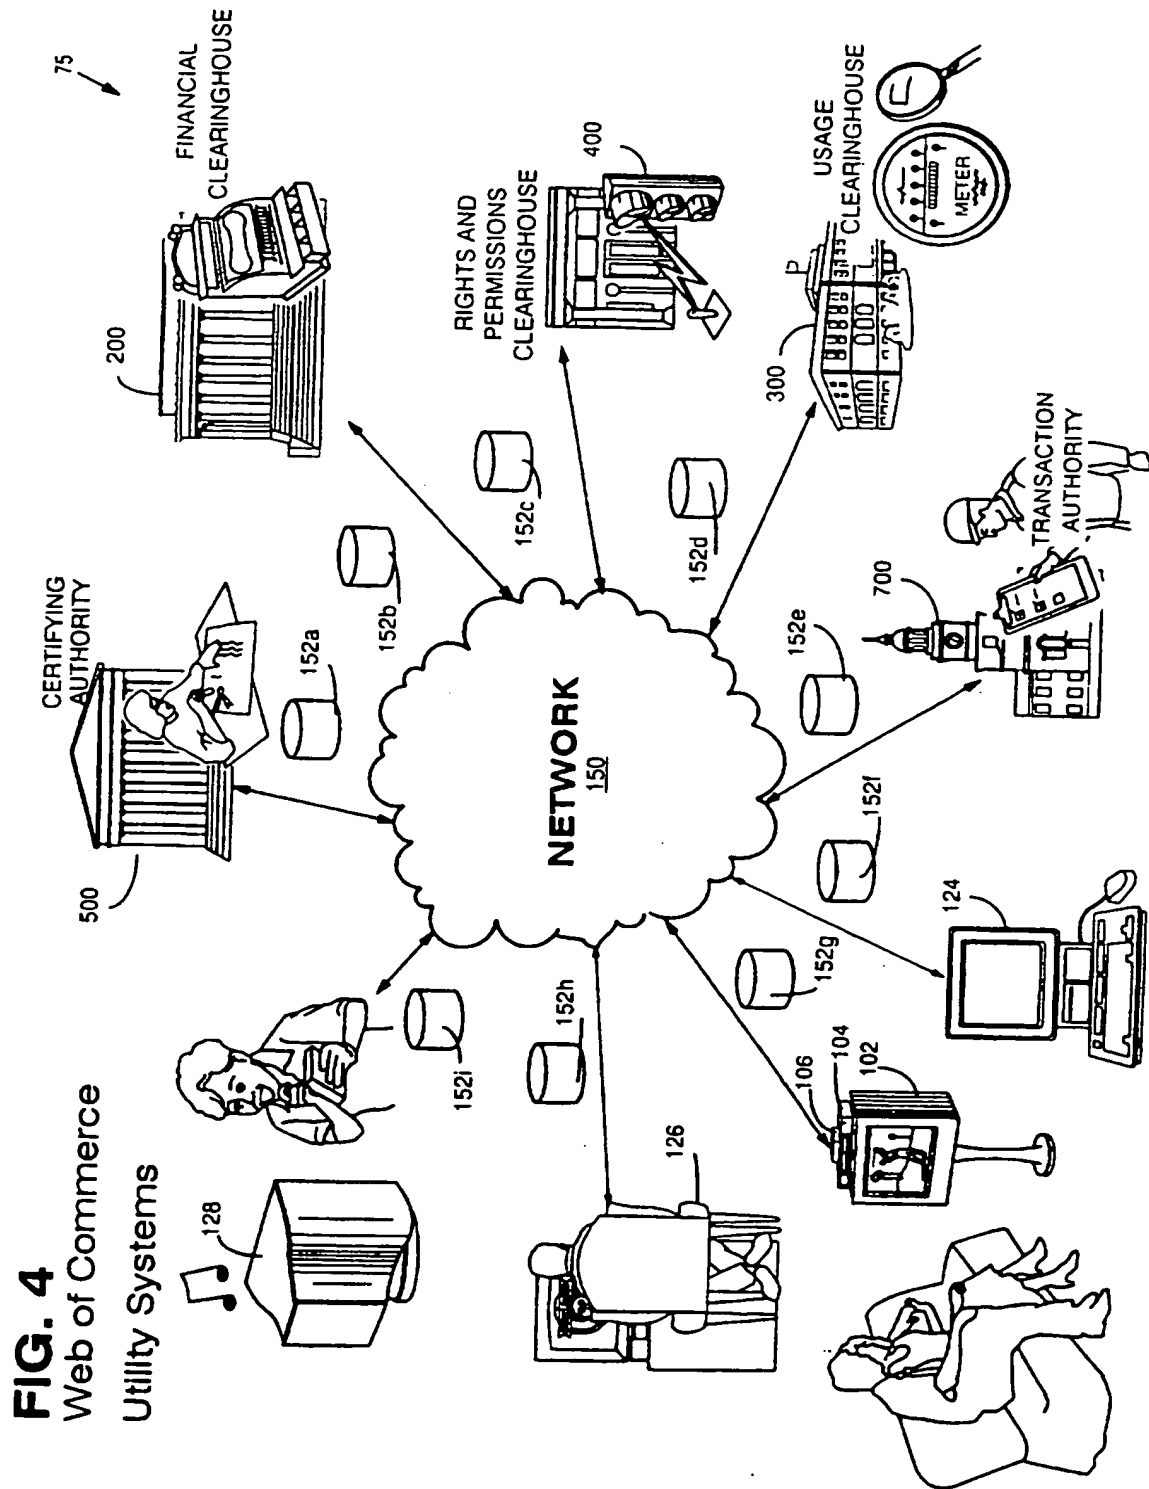 FIG. 4
Web of Commerce
Utility Systems
75
500
CERTIFYING
AUTHORITY
200
FINANCIAL
CLEARINGHOUSE
128
152i
152a
152b
152c
RIGHTS AND
PERMISSIONS
CLEARINGHOUSE
400
126
152h
NETWORK
150
152d
300
USAGE
CLEARINGHOUSE
METER
106
104
102
152g
152f
152e
124
700
TRANSACTION
AUTHORITY